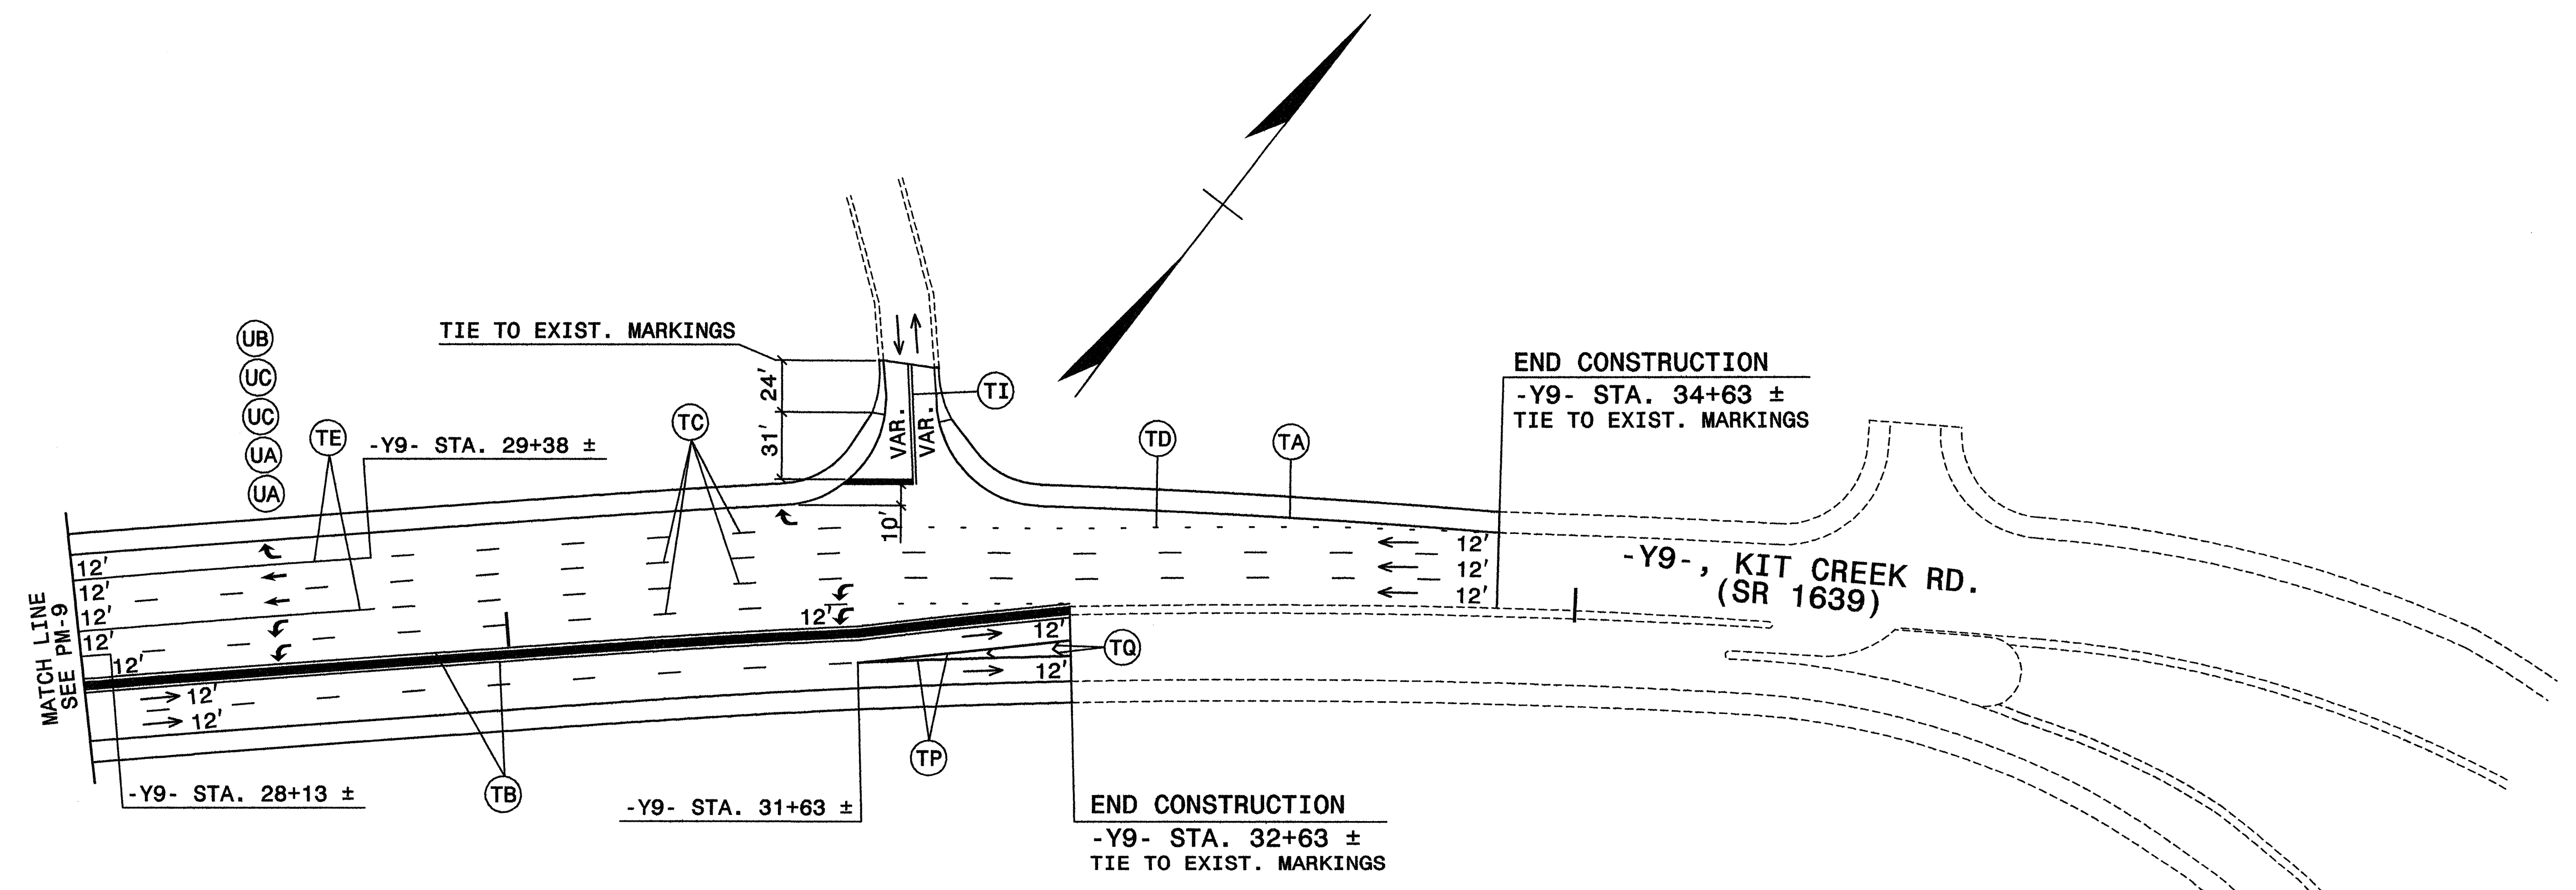 UB
UC
UC
UA
UA
TE
-Y9- STA. 29+38 ±
TIE TO EXIST. MARKINGS
TC
24'
31'
VAR.
VAR.
TI
10'
TD
TA
END CONSTRUCTION
-Y9- STA. 34+63 ±
TIE TO EXIST. MARKINGS
12'
12'
12'
-Y9-, KIT CREEK RD.
(SR 1639)
MATCH LINE
SEE PM-9
12'
12'
12'
12'
12'
12'
12'
12'
12'
12'
TQ
TP
TB
-Y9- STA. 28+13 ±
-Y9- STA. 31+63 ±
END CONSTRUCTION
-Y9- STA. 32+63 ±
TIE TO EXIST. MARKINGS